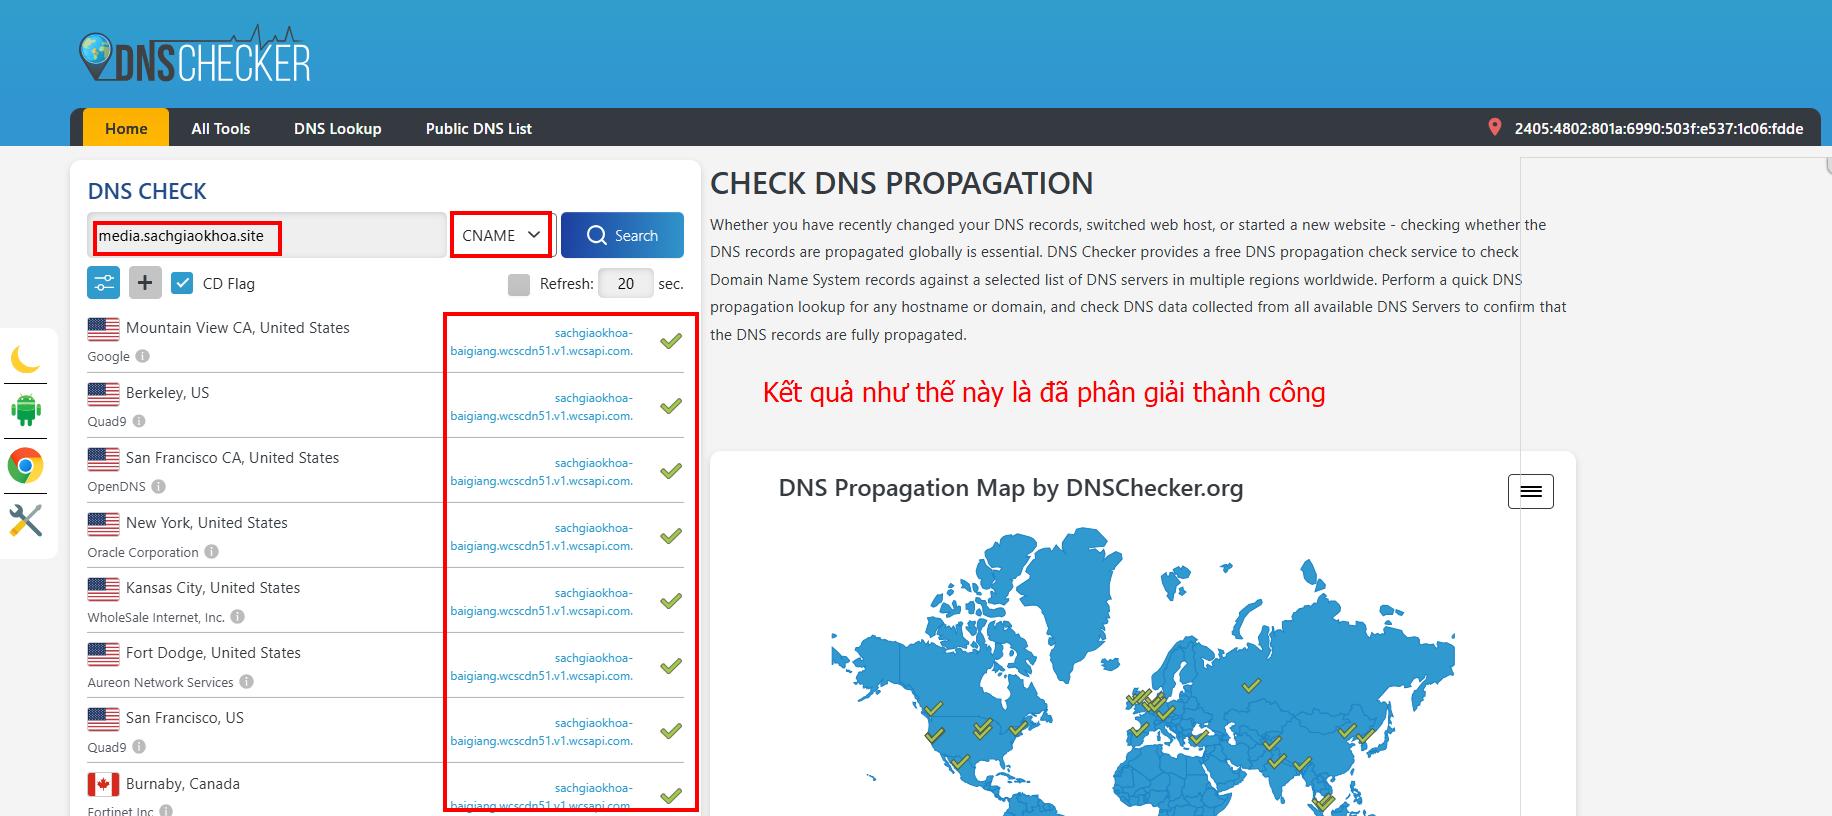 DNSCHECKER
Home
All Tools
DNS Lookup
Public DNS List
2405:4802:801a:6990:503f:e537:1c06:fdde
DNS CHECK
media.sachgiaokhoa.site
CNAME
Search
CD Flag
Refresh:
20
sec.
Mountain View CA, United States
Google
sachgiaokhoa-
baigiang.wcscdn51.v1.wcsapi.com.
Berkeley, US
Quad9
sachgiaokhoa-
baigiang.wcscdn51.v1.wcsapi.com.
San Francisco CA, United States
OpenDNS
sachgiaokhoa-
baigiang.wcscdn51.v1.wcsapi.com.
New York, United States
Oracle Corporation
sachgiaokhoa-
baigiang.wcscdn51.v1.wcsapi.com.
Kansas City, United States
WholeSale Internet, Inc.
sachgiaokhoa-
baigiang.wcscdn51.v1.wcsapi.com.
Fort Dodge, United States
Aureon Network Services
sachgiaokhoa-
baigiang.wcscdn51.v1.wcsapi.com.
San Francisco, US
Quad9
sachgiaokhoa-
baigiang.wcscdn51.v1.wcsapi.com.
Burnaby, Canada
Fortinet Inc
sachgiaokhoa-
baigiang.wcscdn51.v1.wcsapi.com.
CHECK DNS PROPAGATION
Whether you have recently changed your DNS records, switched web host, or started a new website - checking whether the
DNS records are propagated globally is essential. DNS Checker provides a free DNS propagation check service to check
Domain Name System records against a selected list of DNS servers in multiple regions worldwide. Perform a quick DNS
propagation lookup for any hostname or domain, and check DNS data collected from all available DNS Servers to confirm that
the DNS records are fully propagated.
Kết quả như thế này là đã phân giải thành công
DNS Propagation Map by DNSChecker.org